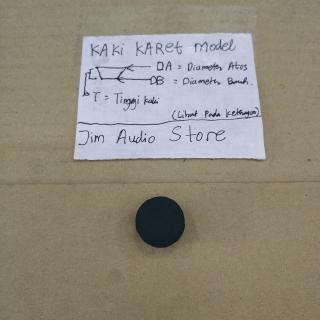 KAKi KAREt Model
DA = Diameter Atas
DB = Diameter Bawah.
T = Tinggi kaki
(Lihat Pada Keterangan)
Jim Audio Store